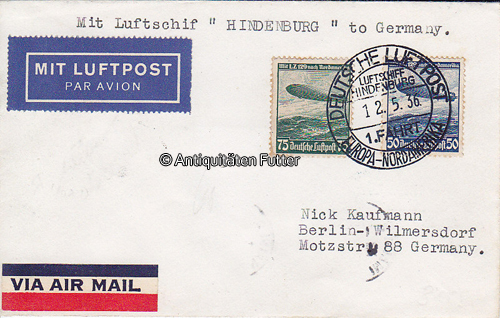 Mit Luftschif " HINDENBURG " to Germany.
MIT LUFTPOST
PAR AVION
DEUTSCHE LUFTPOST
LUFTSCHIFF
HINDENBURG
12.5.36.
1.FAHRT
EUROPA-NORDAMERIKA
75 Deutsche Luftpost
50 50
© Antiquitäten Futter
Nick Kaufmann
Berlin-Wilmersdorf
Motzstr 88 Germany.
VIA AIR MAIL